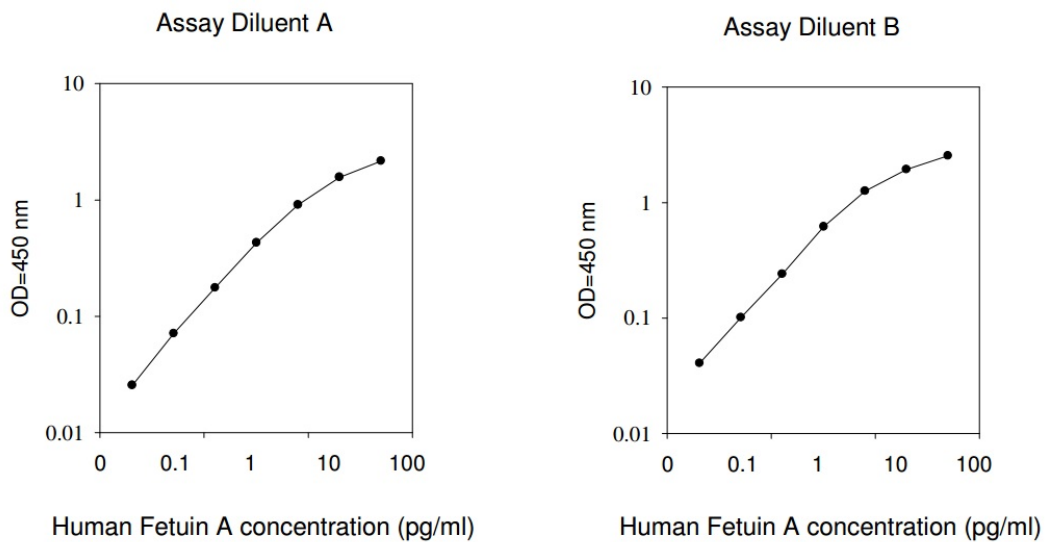 Assay Diluent A
10
1
0.1
0.01
OD=450 nm
0 0.1 1 10 100
Human Fetuin A concentration (pg/ml)
Assay Diluent B
10
1
0.1
0.01
OD=450 nm
0 0.1 1 10 100
Human Fetuin A concentration (pg/ml)